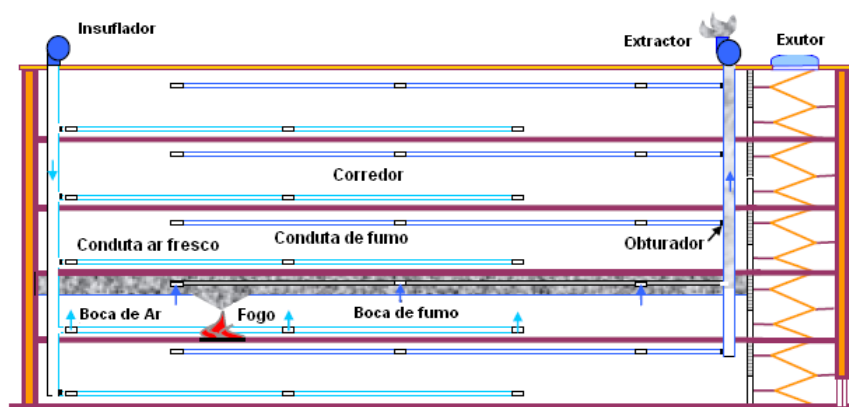 Insuflador
Extractor
Exutor
Corredor
Conduta ar fresco
Conduta de fumo
Obturador
Boca de Ar
Fogo
Boca de fumo